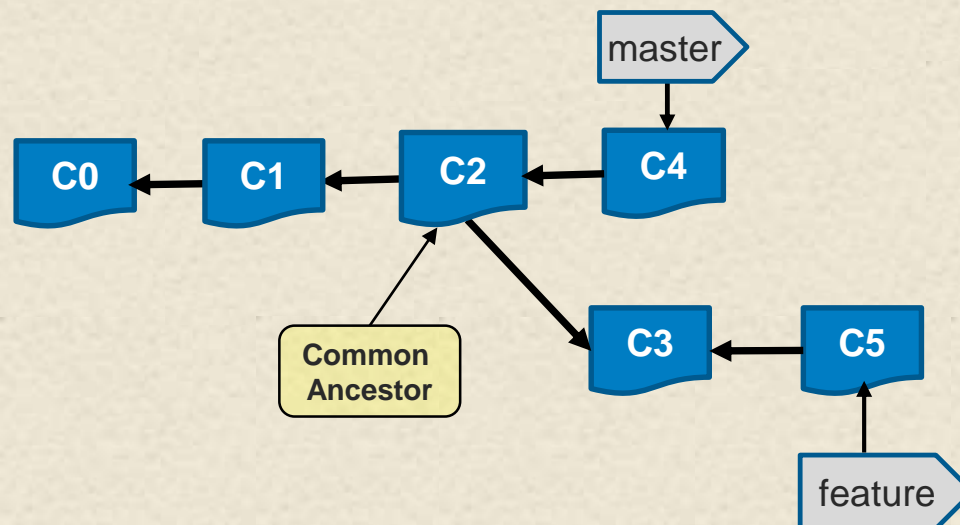 master
C0
C1
C2
C4
Common
Ancestor
C3
C5
feature